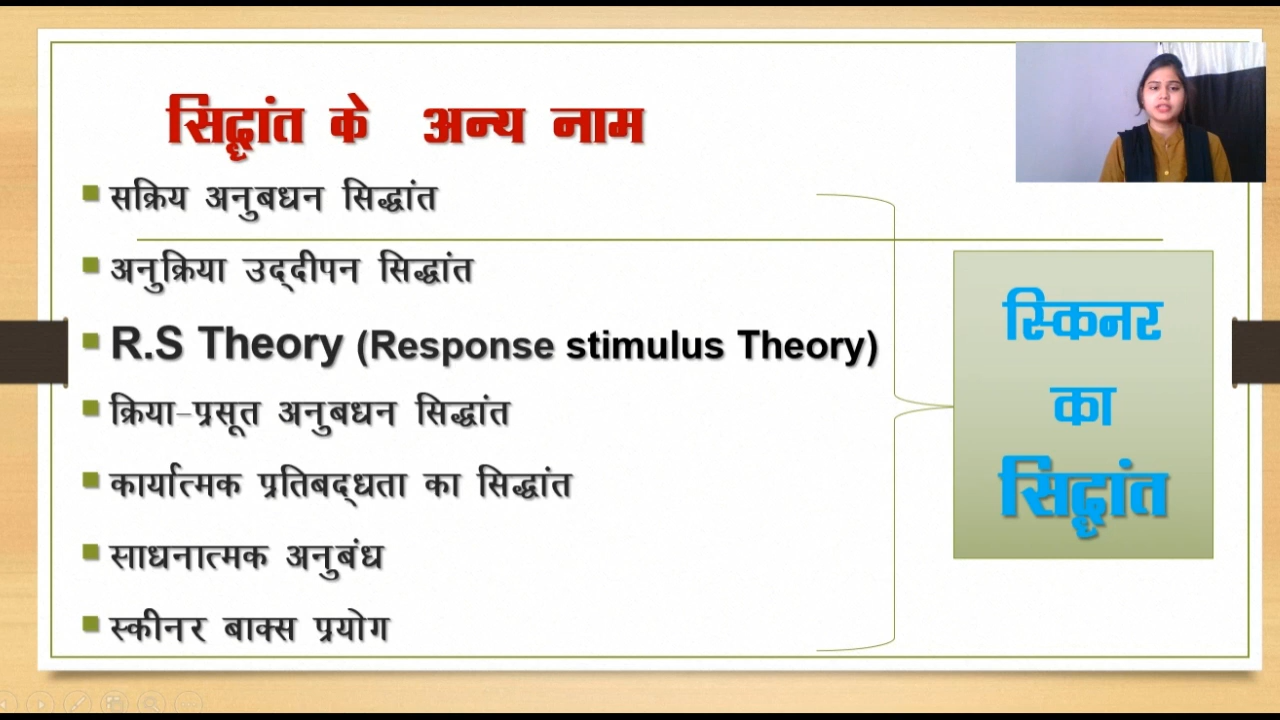 सिद्धांत के अन्य नाम
सक्रिय अनुबधन सिद्धांत
अनुक्रिया उद्‌दीपन सिद्धांत
R.S Theory (Response stimulus Theory)
क्रिया-प्रसूत अनुबधन सिद्धांत
कार्यात्मक प्रतिबद्‌धता का सिद्धांत
साधनात्मक अनुबंध
स्कीनर बाक्स प्रयोग
स्किनर
का
सिद्धांत